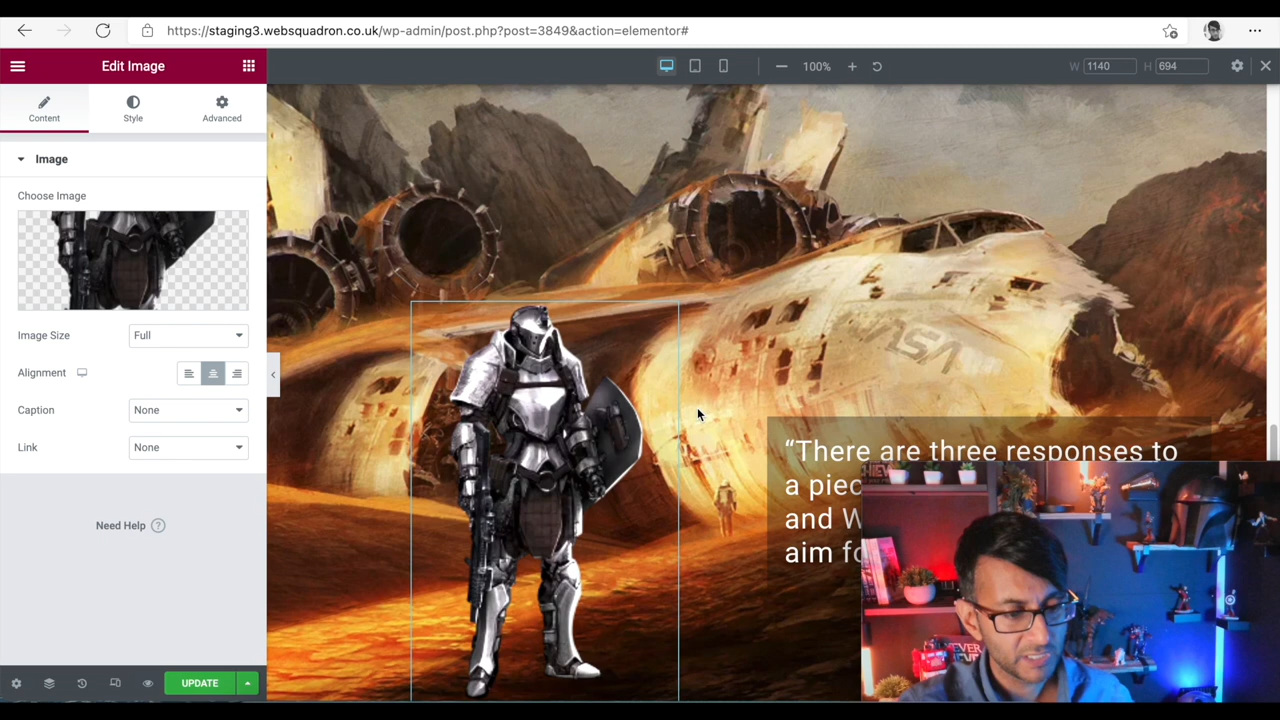 https://staging3.websquadron.co.uk/wp-admin/post.php?post=3849&action=elementor#
Edit Image
100%
W 1140 H 694
Content
Style
Advanced
Image
Choose Image
Image Size
Full
Alignment
Caption
None
Link
None
Need Help ?
UPDATE
“There are three responses to
a piec
and W
aim fo